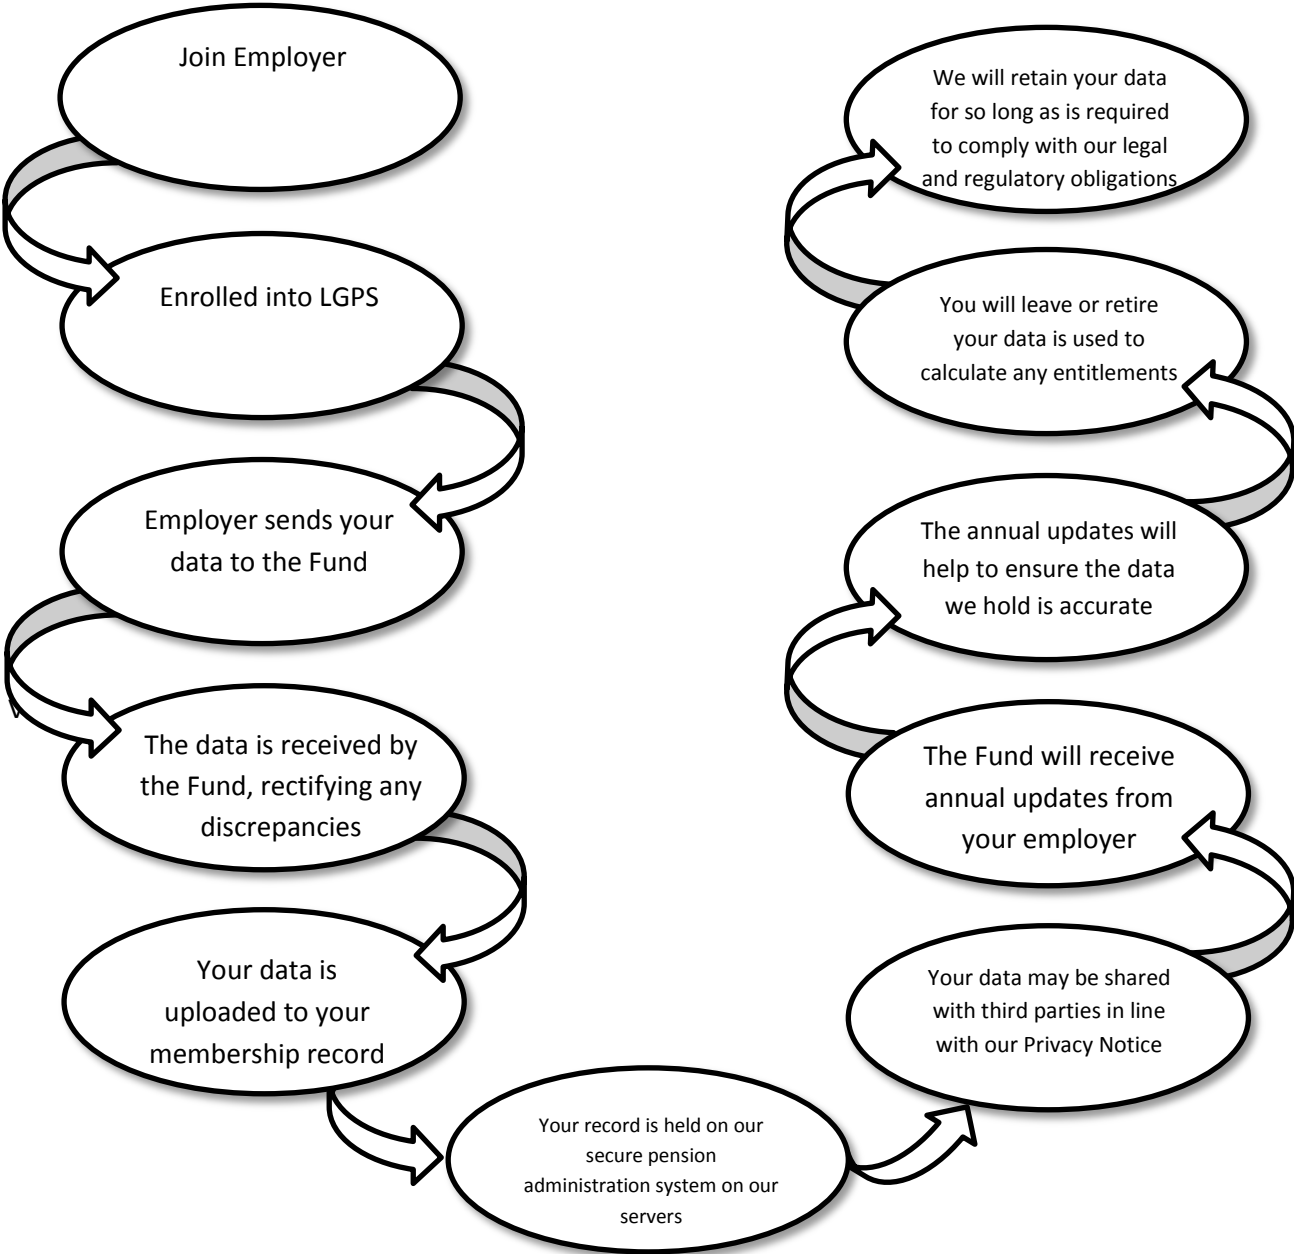 Join Employer
Enrolled into LGPS
Employer sends your
data to the Fund
The data is received by
the Fund, rectifying any
discrepancies
Your data is
uploaded to your
membership record
Your record is held on our
secure pension
administration system on our
servers
Your data may be shared
with third parties in line
with our Privacy Notice
The Fund will receive
annual updates from
your employer
The annual updates will
help to ensure the data
we hold is accurate
You will leave or retire
your data is used to
calculate any entitlements
We will retain your data
for so long as is required
to comply with our legal
and regulatory obligations